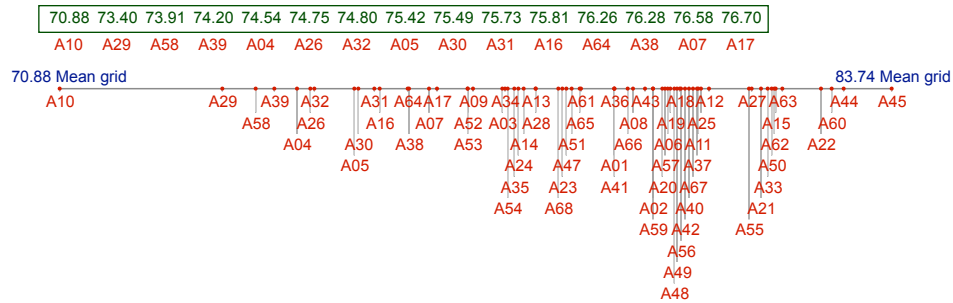 70.88 73.40 73.91 74.20 74.54 74.75 74.80 75.42 75.49 75.73 75.81 76.26 76.28 76.58 76.70
A10 A29 A58 A39 A04 A26 A32 A05 A30 A31 A16 A64 A38 A07 A17
70.88 Mean grid 83.74 Mean grid
A10 A29 A39 A32 A31 A64 A17 A09 A34 A13 A61 A36 A43 A18 A12 A27 A63 A44 A45
A58 A26 A16 A07 A52 A03 A28 A65 A08 A19 A25 A15 A60
A04 A30 A38 A53 A14 A51 A66 A06 A11 A62 A22
A05 A24 A47 A01 A57 A37 A50
A35 A23 A41 A20 A67 A33
A54 A68 A02 A40 A21
A59 A42 A55
A56
A49
A48